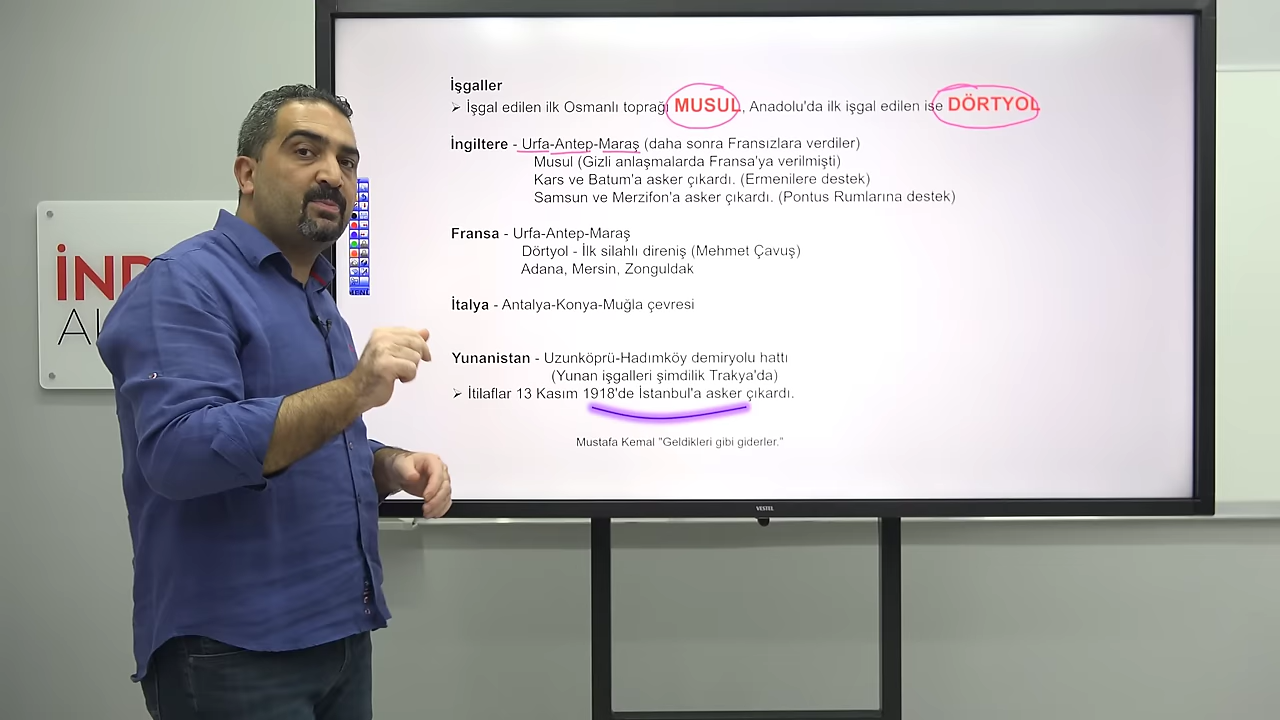 İşgaller
➢ İşgal edilen ilk Osmanlı toprağı MUSUL, Anadolu'da ilk işgal edilen ise DÖRTYOL
İngiltere - Urfa-Antep-Maraş (daha sonra Fransızlara verdiler)
Musul (Gizli anlaşmalarda Fransa'ya verilmişti)
Kars ve Batum'a asker çıkardı. (Ermenilere destek)
Samsun ve Merzifon'a asker çıkardı. (Pontus Rumlarına destek)
Fransa - Urfa-Antep-Maraş
Dörtyol - İlk silahlı direniş (Mehmet Çavuş)
Adana, Mersin, Zonguldak
İtalya - Antalya-Konya-Muğla çevresi
Yunanistan - Uzunköprü-Hadımköy demiryolu hattı
(Yunan işgalleri şimdilik Trakya'da)
➢ İtilaflar 13 Kasım 1918'de İstanbul'a asker çıkardı.
Mustafa Kemal "Geldikleri gibi giderler."
VESTEL
MENU